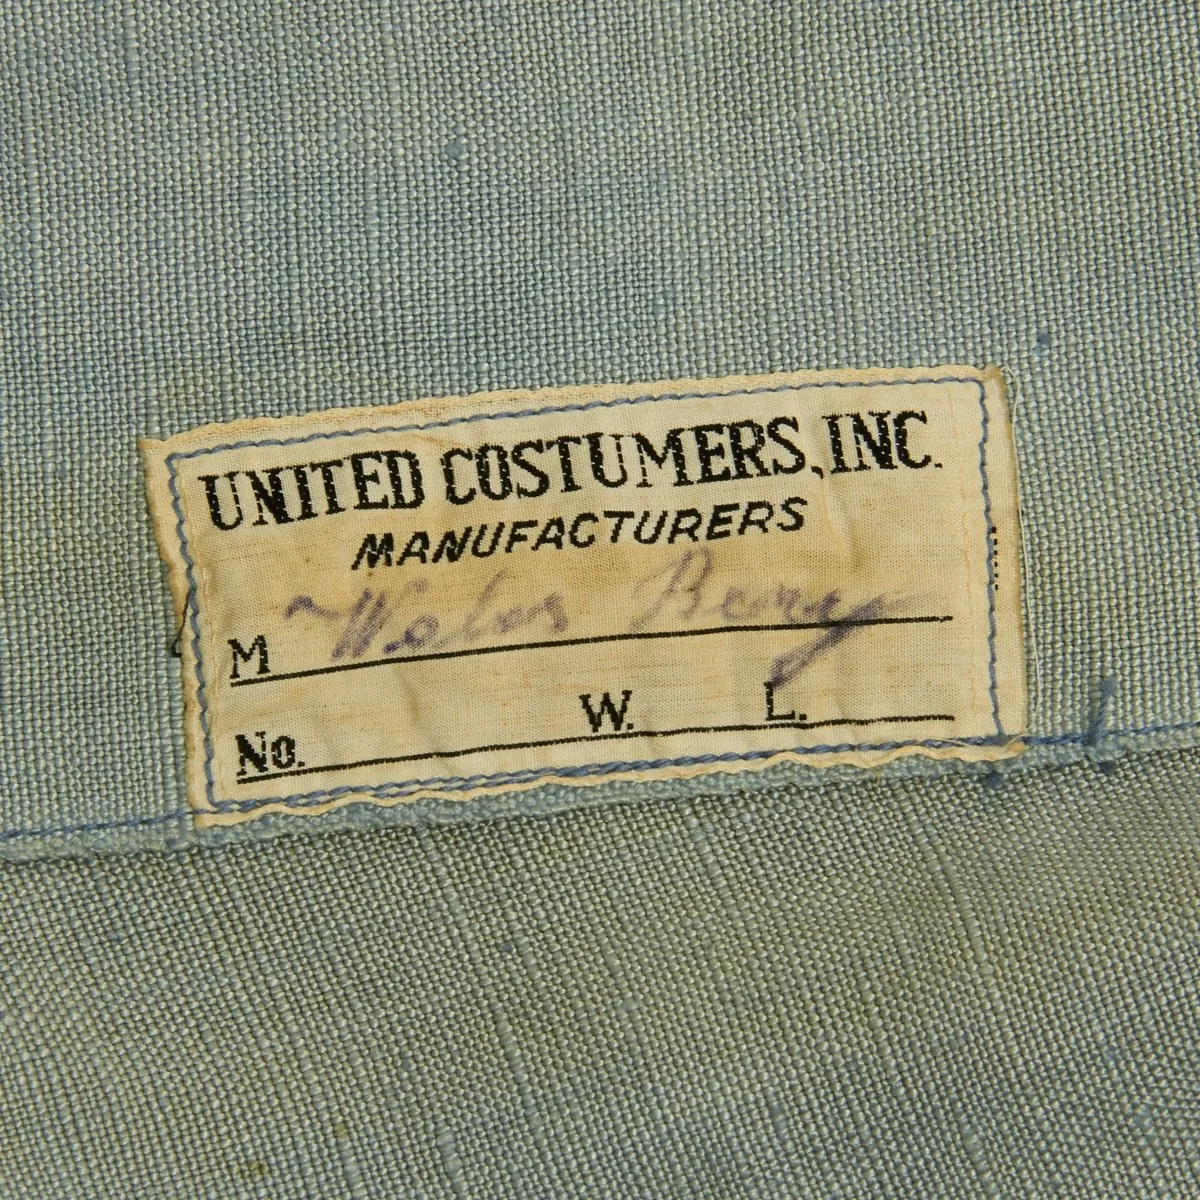 UNITED COSTUMERS, INC.
MANUFACTURERS
M
No. W. L.